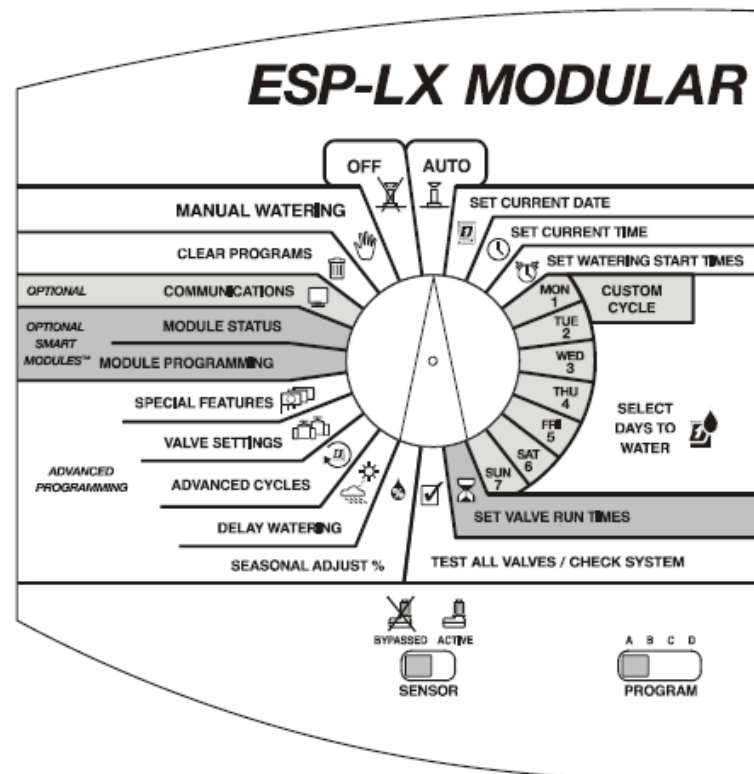 ESP-LX MODULAR
OFF
AUTO
MANUAL WATERING
CLEAR PROGRAMS
OPTIONAL
COMMUNICATIONS
OPTIONAL
SMART
MODULES™
MODULE STATUS
MODULE PROGRAMMING
SPECIAL FEATURES
VALVE SETTINGS
ADVANCED
PROGRAMMING
ADVANCED CYCLES
DELAY WATERING
SEASONAL ADJUST %
SET CURRENT DATE
SET CURRENT TIME
SET WATERING START TIMES
CUSTOM
CYCLE
MON
1
TUE
2
WED
3
THU
4
FRI
5
SAT
6
SUN
7
SELECT
DAYS TO
WATER
SET VALVE RUN TIMES
TEST ALL VALVES / CHECK SYSTEM
BYPASSED ACTIVE
SENSOR
A B C D
PROGRAM